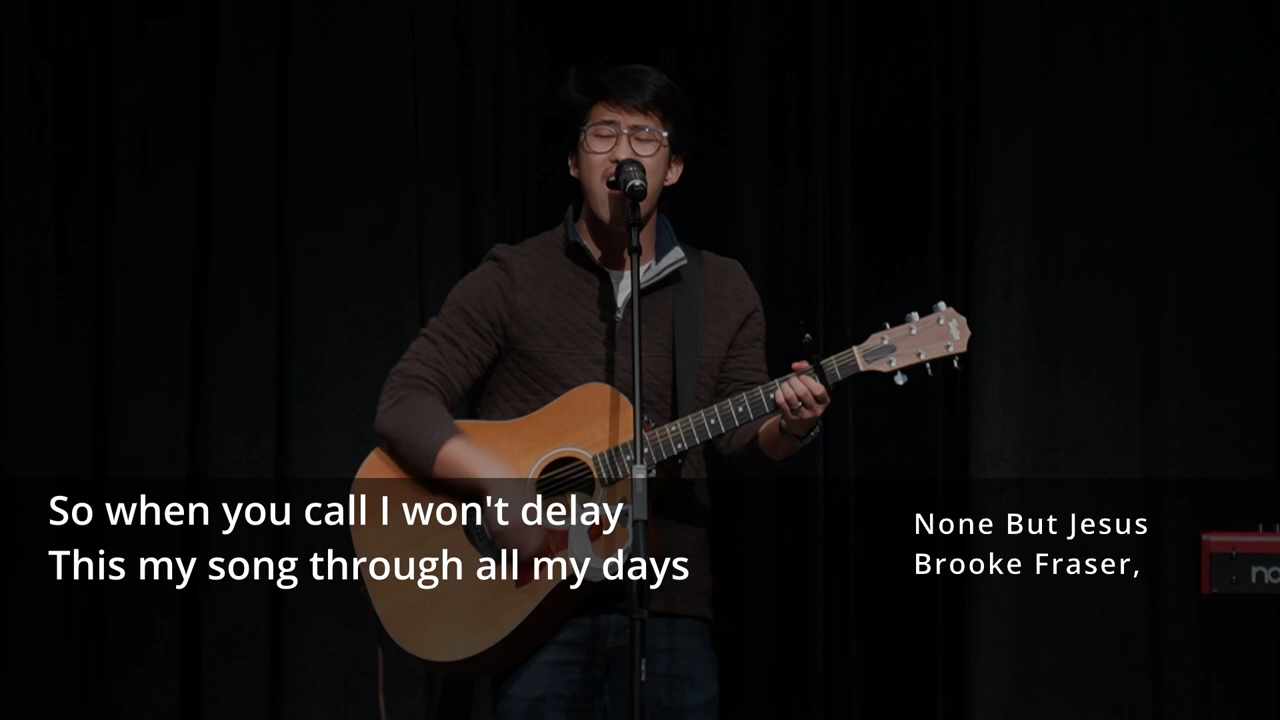 So when you call I won't delay
This my song through all my days
None But Jesus
Brooke Fraser,